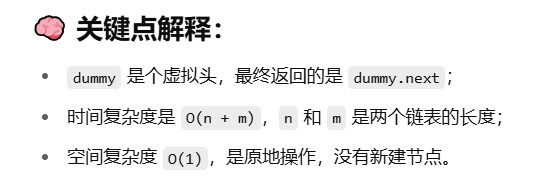 🧠 关键点解释：
• dummy 是个虚拟头，最终返回的是 dummy.next；
• 时间复杂度是 O(n + m)，n 和 m 是两个链表的长度；
• 空间复杂度 O(1)，是原地操作，没有新建节点。